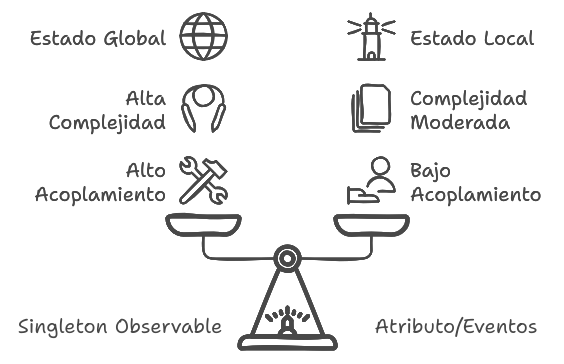 Estado Global
Estado Local
Alta
Complejidad
Complejidad
Moderada
Alto
Acoplamiento
Bajo
Acoplamiento
Singleton Observable
Atributo/Eventos